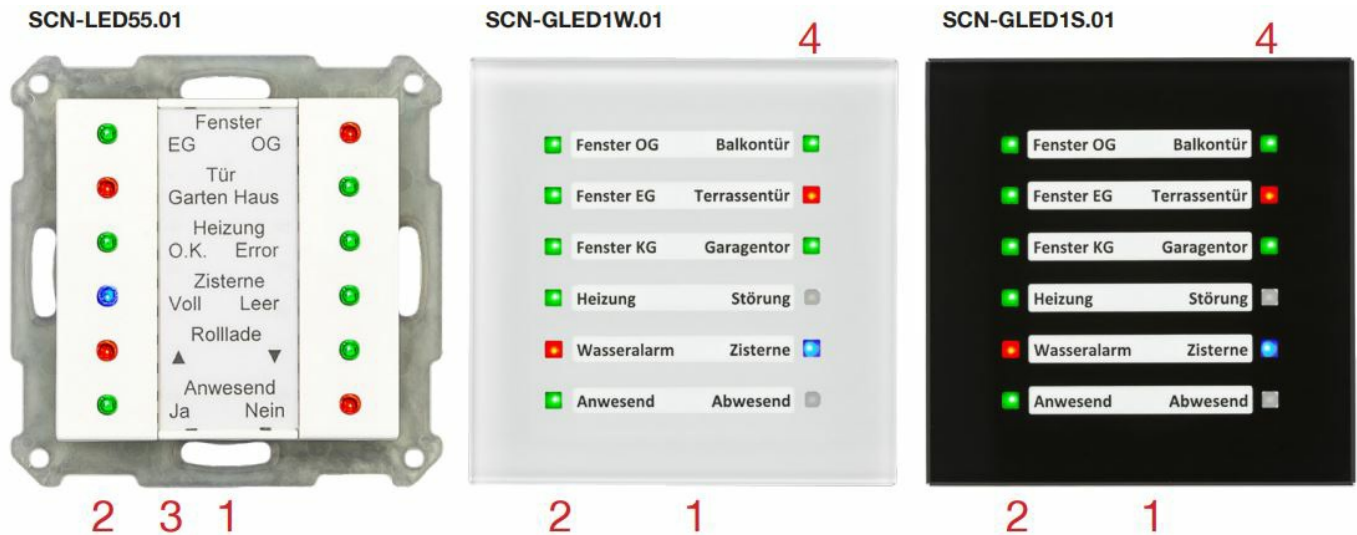 SCN-LED55.01
SCN-GLED1W.01
SCN-GLED1S.01
4
4
Fenster
EG OG
Tür
Garten Haus
Heizung
O.K. Error
Zisterne
Voll Leer
Rolllade
▲ ▼
Anwesend
Ja Nein
Fenster OG Balkontür
Fenster EG Terrassentür
Fenster KG Garagentor
Heizung Störung
Wasseralarm Zisterne
Anwesend Abwesend
Fenster OG Balkontür
Fenster EG Terrassentür
Fenster KG Garagentor
Heizung Störung
Wasseralarm Zisterne
Anwesend Abwesend
2 3 1
2 1
2 1